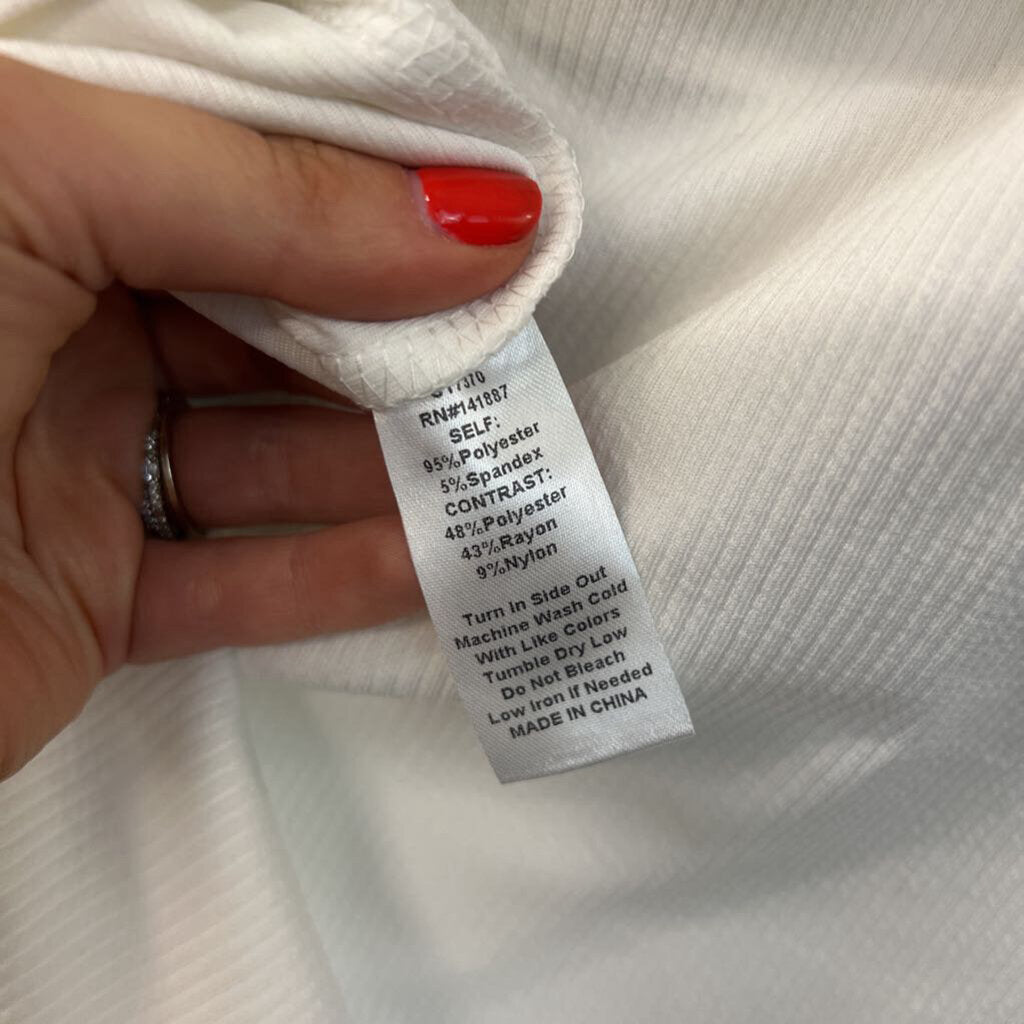 RN#141887
SELF:
95%Polyester
5%Spandex
CONTRAST:
48%Polyester
43%Rayon
9%Nylon
Turn In Side Out
Machine Wash Cold
With Like Colors
Tumble Dry Low
Do Not Bleach
Low Iron If Needed
MADE IN CHINA